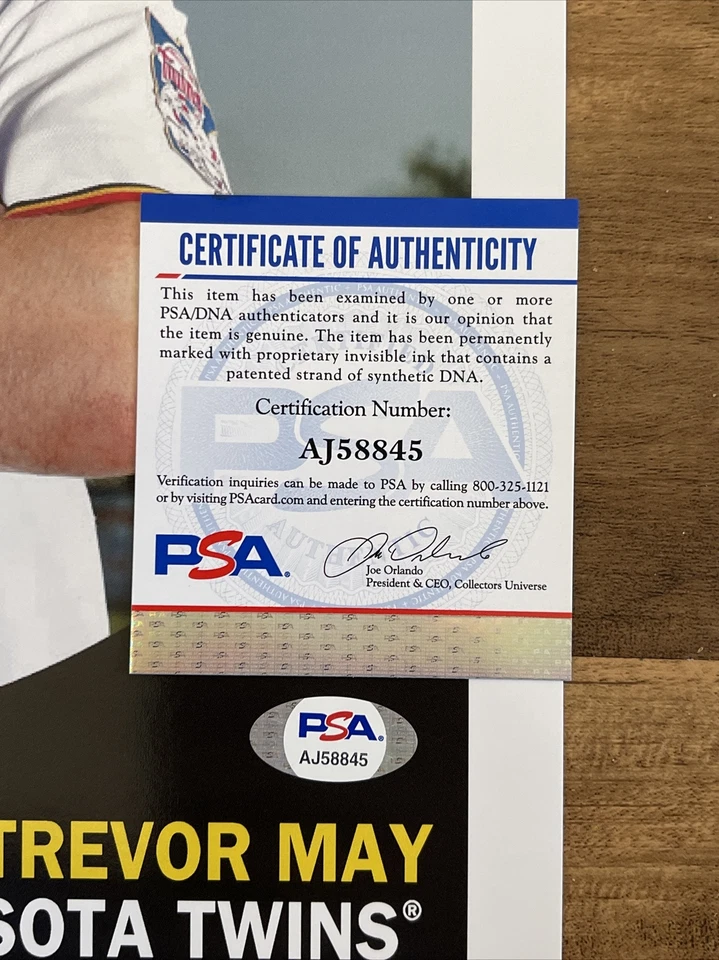 Twins
CERTIFICATE OF AUTHENTICITY
This item has been examined by one or more
PSA/DNA authenticators and it is our opinion that
the item is genuine. The item has been permanently
marked with proprietary invisible ink that contains a
patented strand of synthetic DNA.
Certification Number:
AJ58845
Verification inquiries can be made to PSA by calling 800-325-1121
or by visiting PSAcard.com and entering the certification number above.
PSA.
Joe Orlando
President & CEO, Collectors Universe
PSA.
AJ58845
TREVOR MAY
SOTA TWINS®